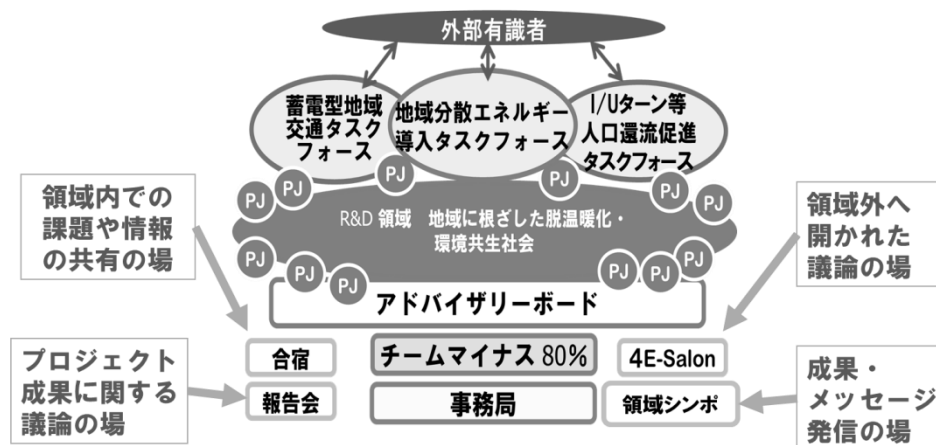 外部有識者
蓄電型地域
交通タスク
フォース
地域分散エネルギー
導入タスクフォース
I/Uターン等
人口還流促進
タスクフォース
PJ
PJ
PJ
PJ
PJ
PJ
R&D 領域 地域に根ざした脱温暖化・
環境共生社会
PJ
PJ
PJ
PJ
PJ
PJ
領域内での
課題や情報
の共有の場
領域外へ
開かれた
議論の場
アドバイザリーボード
合宿
チームマイナス 80%
4E-Salon
報告会
事務局
領域シンポ
プロジェクト
成果に関する
議論の場
成果・
メッセージ
発信の場